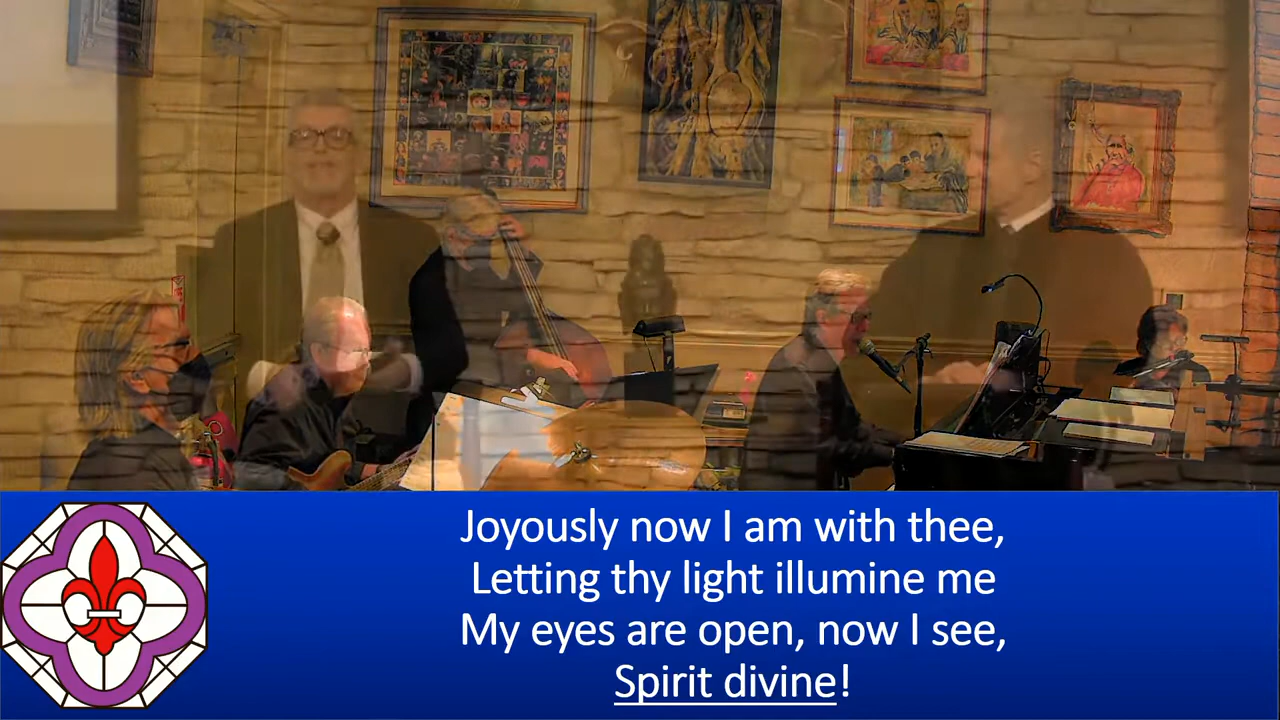 Joyously now I am with thee,
Letting thy light illumine me
My eyes are open, now I see,
Spirit divine!